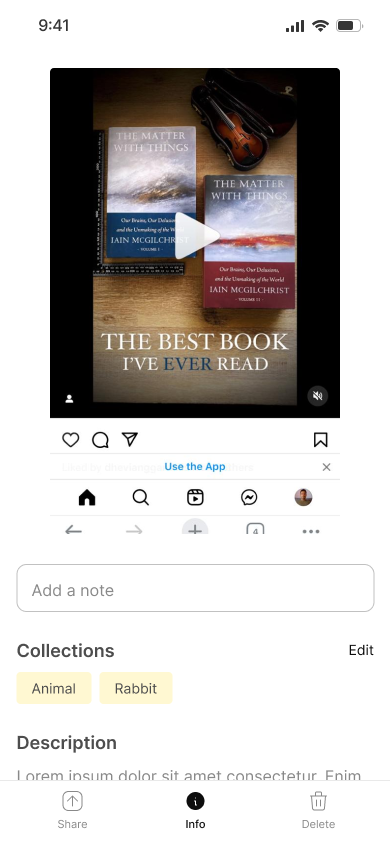 9:41
THE MATTER
WITH THINGS
Our Brains, Our Delusions,
and the Unmaking of the World
IAIN MCGILCHRIST
VOLUME I
THE MATTER
WITH THINGS
Our Brains, Our Delusions,
and the Unmaking of the World
IAIN MCGILCHRIST
· VOLUME II ·
THE BEST BOOK
I'VE EVER READ
Use the App
4
Add a note
Collections
Edit
Animal
Rabbit
Description
Lorem ipsum dolor sit amet consectetur. Enim
Share
Info
Delete